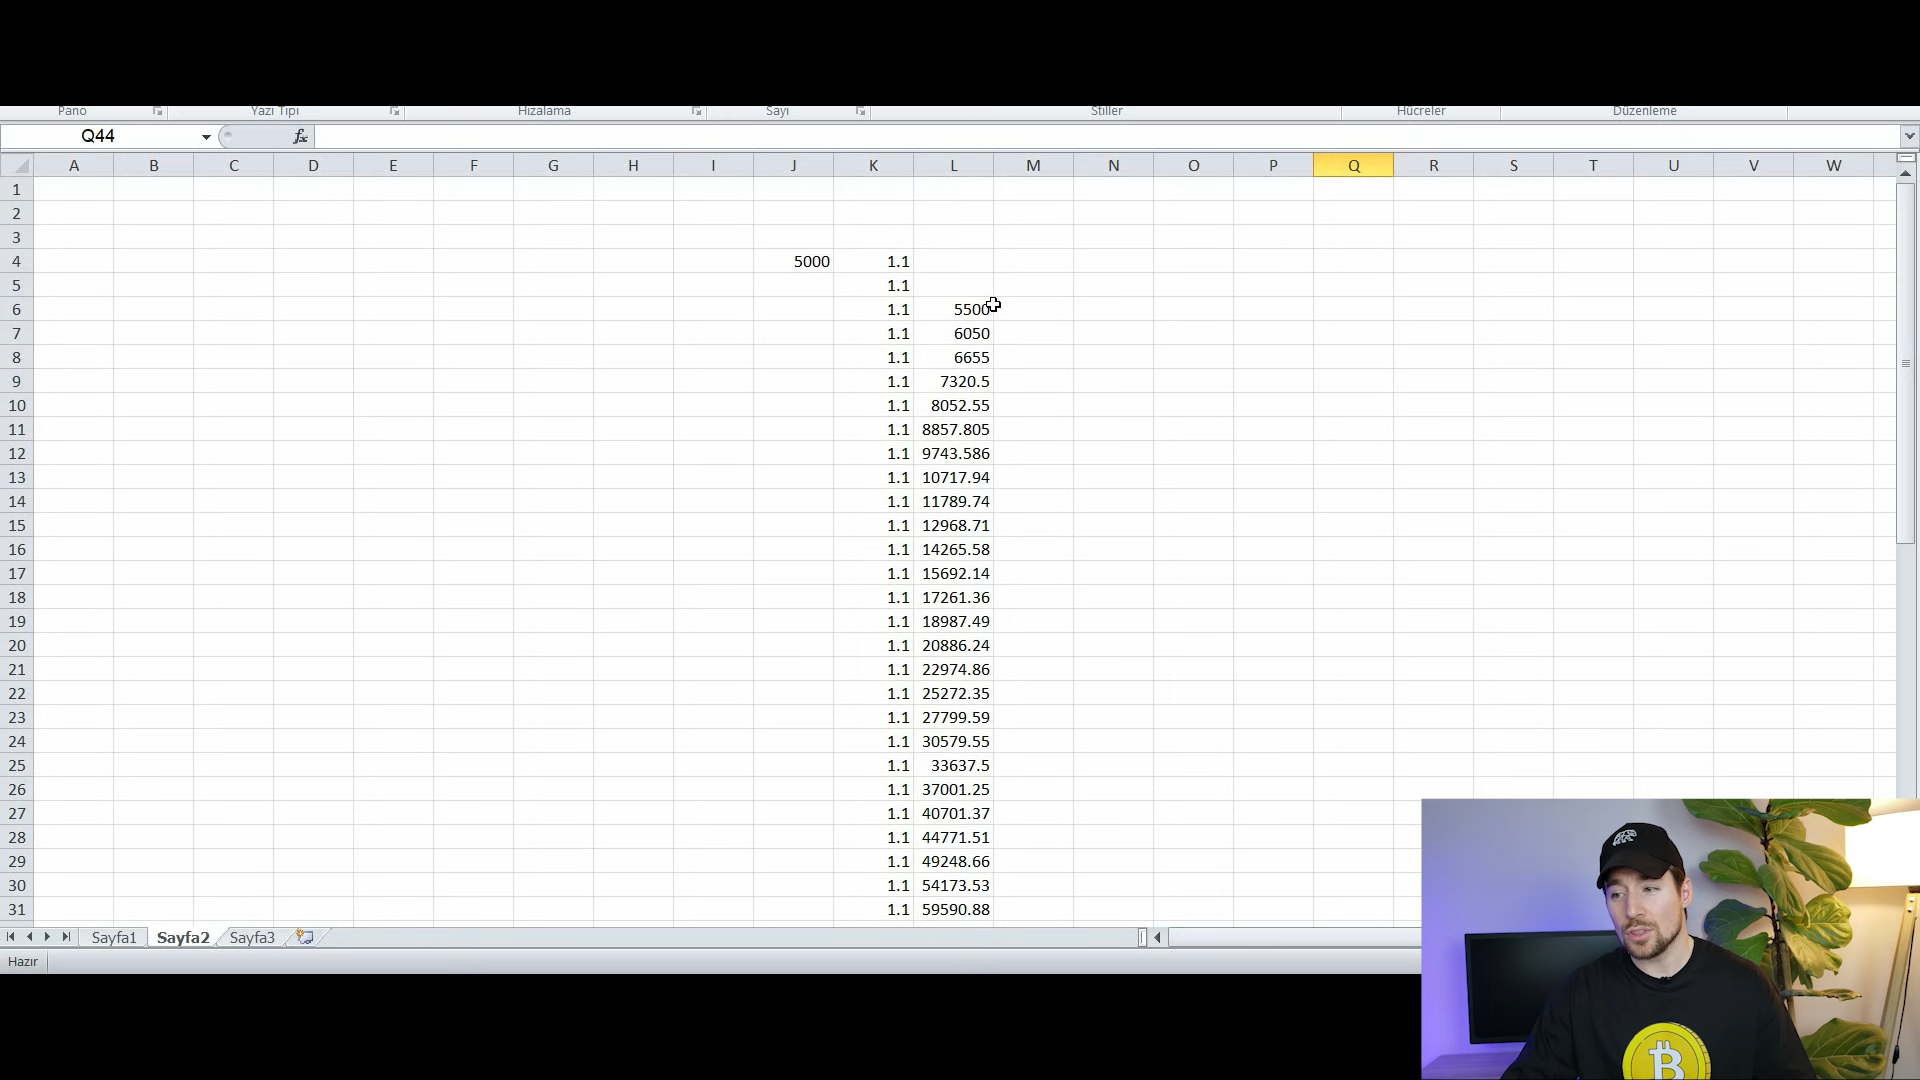 Pano Yazı Tipi Hizalama Sayı Stiller Hücreler Düzenleme
Q44 fx
A B C D E F G H I J K L M N O P Q R S T U V W
1
2
3
4 5000 1.1
5 1.1
6 1.1 5500
7 1.1 6050
8 1.1 6655
9 1.1 7320.5
10 1.1 8052.55
11 1.1 8857.805
12 1.1 9743.586
13 1.1 10717.94
14 1.1 11789.74
15 1.1 12968.71
16 1.1 14265.58
17 1.1 15692.14
18 1.1 17261.36
19 1.1 18987.49
20 1.1 20886.24
21 1.1 22974.86
22 1.1 25272.35
23 1.1 27799.59
24 1.1 30579.55
25 1.1 33637.5
26 1.1 37001.25
27 1.1 40701.37
28 1.1 44771.51
29 1.1 49248.66
30 1.1 54173.53
31 1.1 59590.88
Sayfa1 Sayfa2 Sayfa3
Hazır